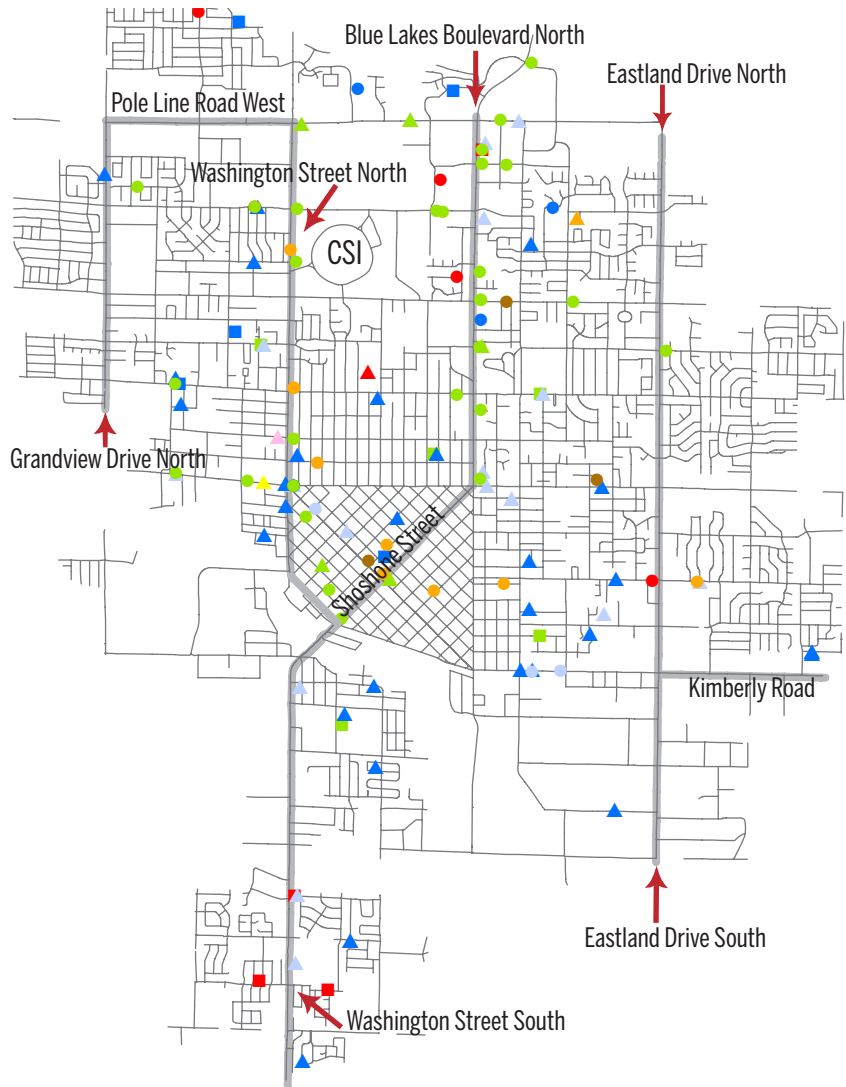 Blue Lakes Boulevard North
Eastland Drive North
Pole Line Road West
Washington Street North
CSI
Grandview Drive North
Shoshone Street
Kimberly Road
Eastland Drive South
Washington Street South